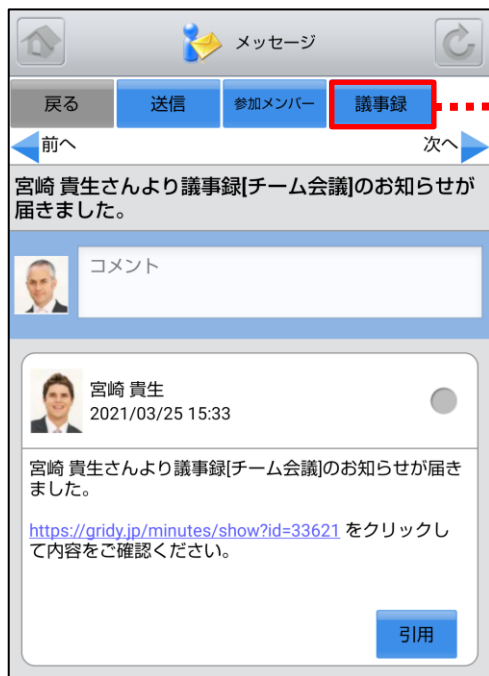 メッセージ
戻る 送信 参加メンバー 議事録
前へ 次へ
宮崎 貴生さんより議事録[チーム会議]のお知らせが
届きました。
コメント
宮崎 貴生
2021/03/25 15:33
宮崎 貴生さんより議事録[チーム会議]のお知らせが届き
ました。
https://gridy.jp/minutes/show?id=33621 をクリックし
て内容をご確認ください。
引用